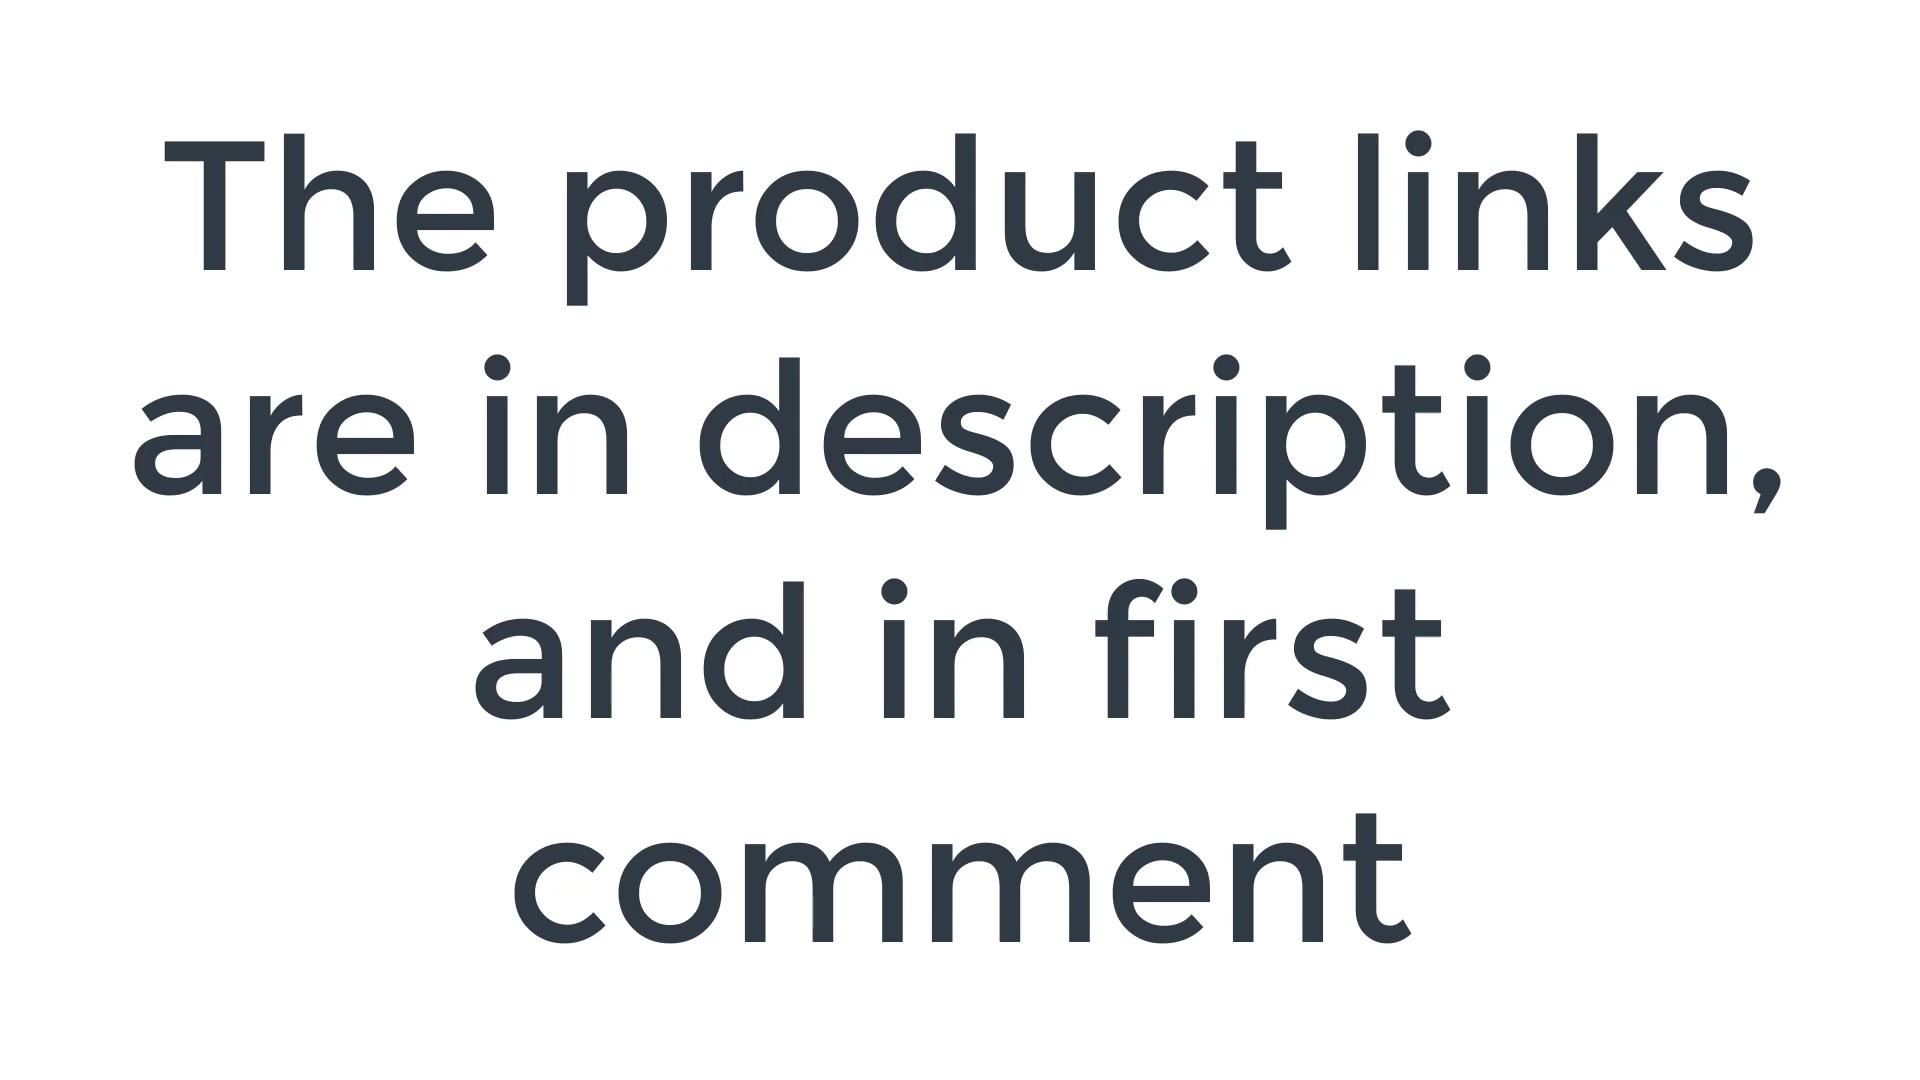 The product links
are in description,
and in first
comment